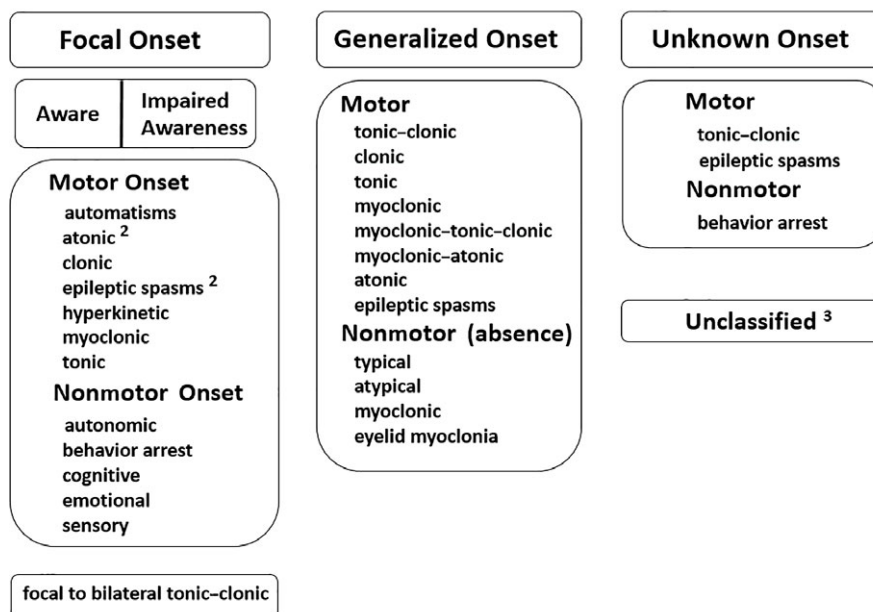 Focal Onset
Aware
Impaired
Awareness
Motor Onset
automatisms
atonic ²
clonic
epileptic spasms ²
hyperkinetic
myoclonic
tonic
Nonmotor Onset
autonomic
behavior arrest
cognitive
emotional
sensory
focal to bilateral tonic–clonic
Generalized Onset
Motor
tonic–clonic
clonic
tonic
myoclonic
myoclonic–tonic–clonic
myoclonic–atonic
atonic
epileptic spasms
Nonmotor (absence)
typical
atypical
myoclonic
eyelid myoclonia
Unknown Onset
Motor
tonic–clonic
epileptic spasms
Nonmotor
behavior arrest
Unclassified ³